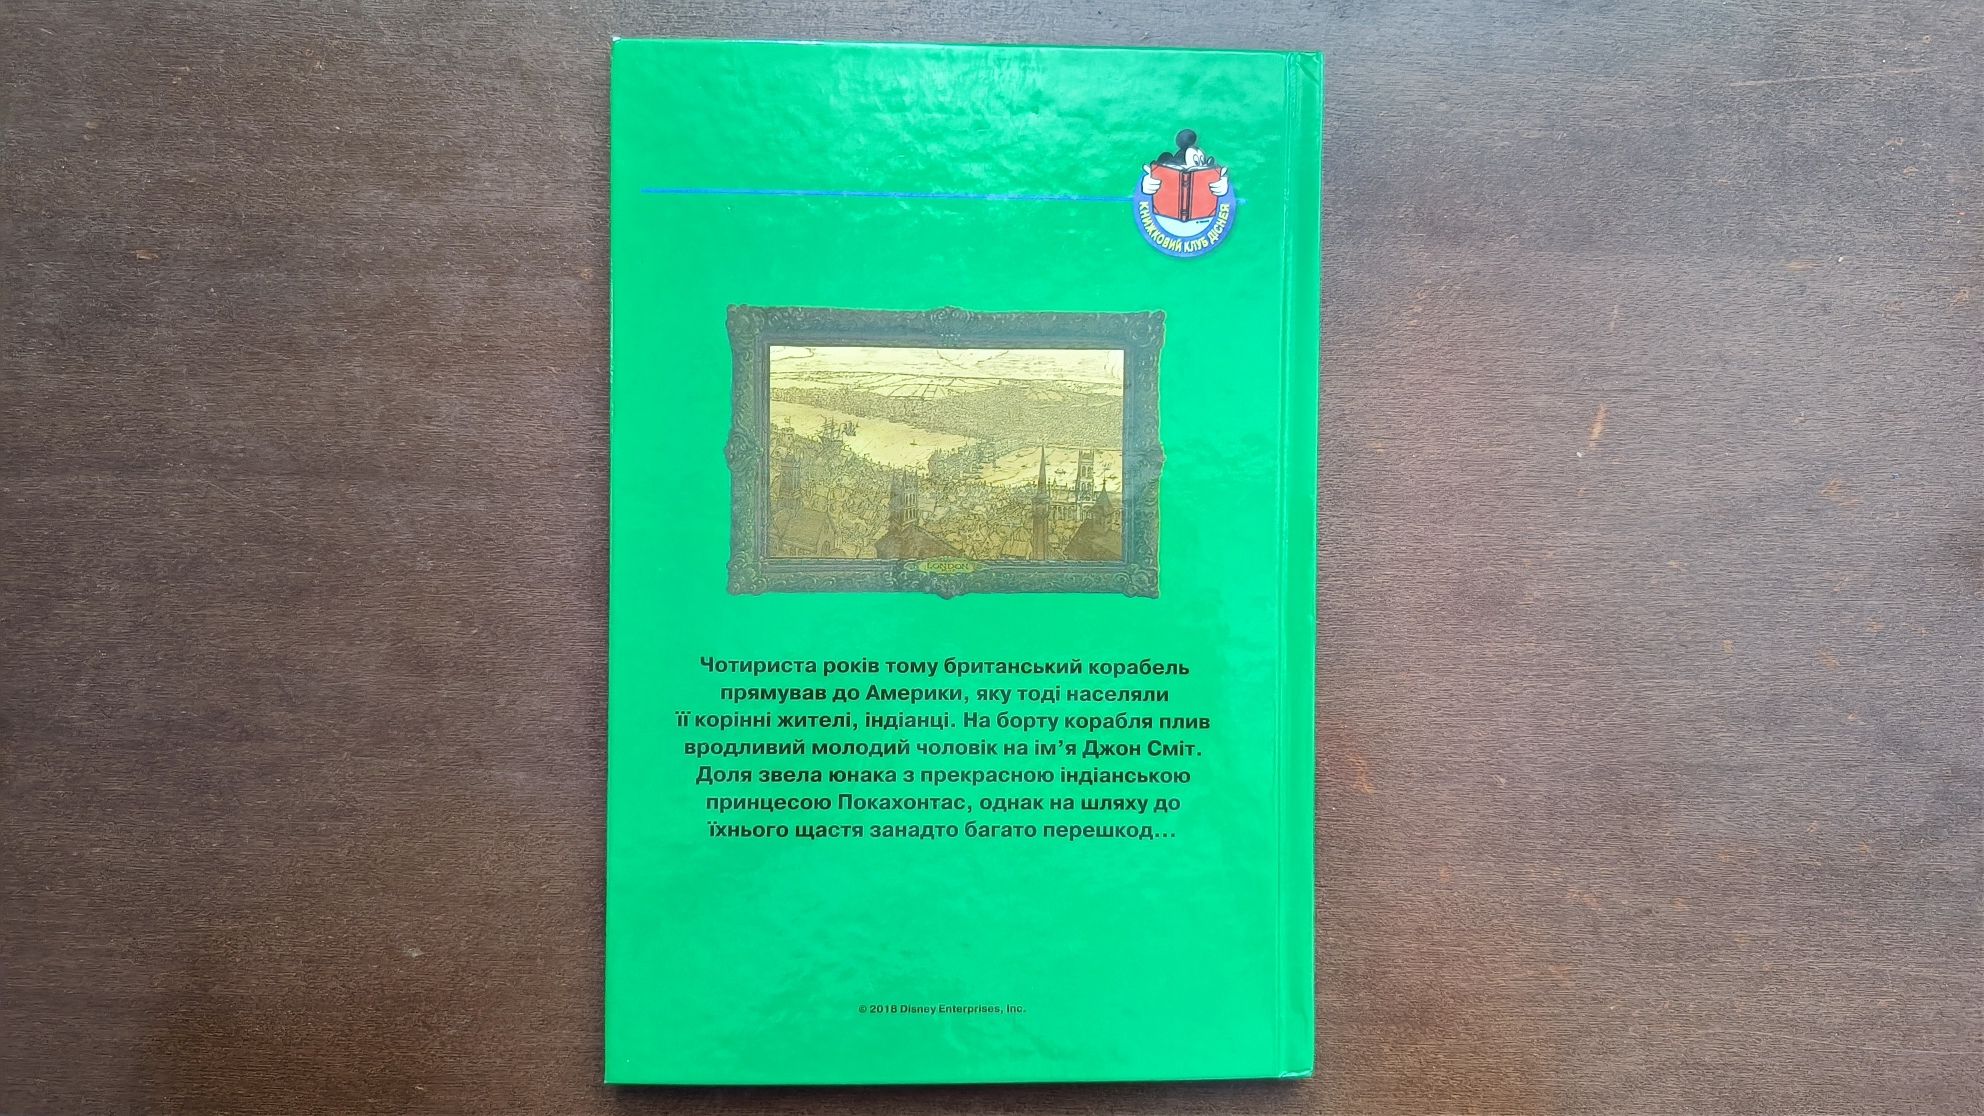 КНИЖКОВИЙ КЛУБ ДІСНЕЯ
LONDON
Чотириста років тому британський корабель
прямував до Америки, яку тоді населяли
її корінні жителі, індіанці. На борту корабля плив
вродливий молодий чоловік на ім’я Джон Сміт.
Доля звела юнака з прекрасною індіанською
принцесою Покахонтас, однак на шляху до
їхнього щастя занадто багато перешкод...
© 2018 Disney Enterprises, Inc.